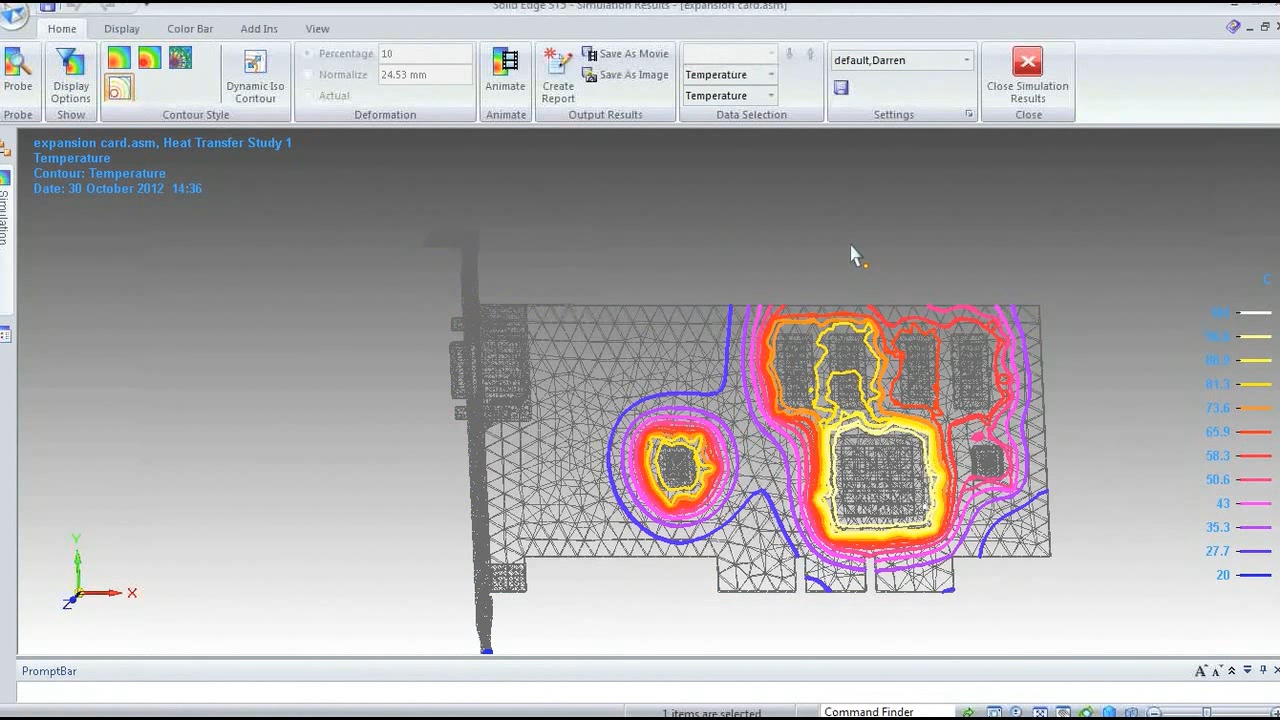 Solid Edge ST5 - Simulation Results - [expansion card.asm]
Home Display Color Bar Add Ins View
Percentage 10
Normalize 24.53 mm
Actual
Save As Movie
Save As Image
Temperature
Temperature
default,Darren
Probe
Display Options
Dynamic Iso Contour
Animate
Create Report
Close Simulation Results
Probe Show Contour Style Deformation Animate Output Results Data Selection Settings Close
expansion card.asm, Heat Transfer Study 1
Temperature
Contour: Temperature
Date: 30 October 2012 14:36
Simulation
C
81.3
73.6
65.9
58.3
50.6
43
35.3
27.7
20
Y
X
Z
PromptBar
1 items are selected
Command Finder